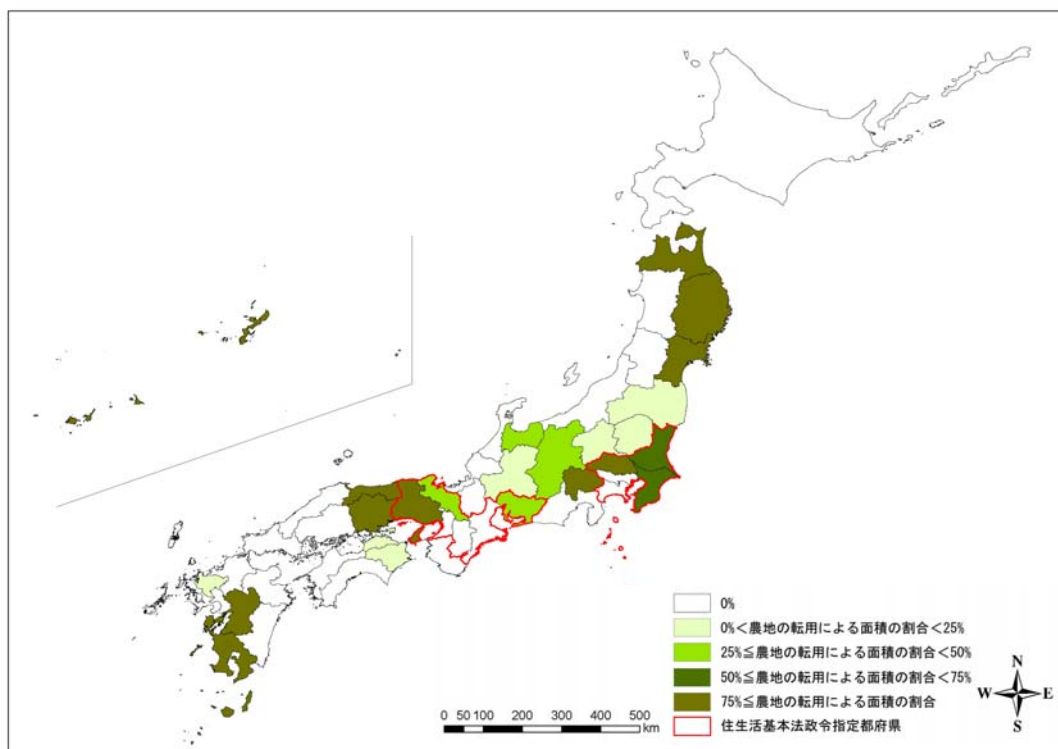 0%
0%<農地の転用による面積の割合<25%
25%≦農地の転用による面積の割合<50%
50%≦農地の転用による面積の割合<75%
75%≦農地の転用による面積の割合
住生活基本法政令指定都府県
0 50 100 200 300 400 500
km
N
W E
S